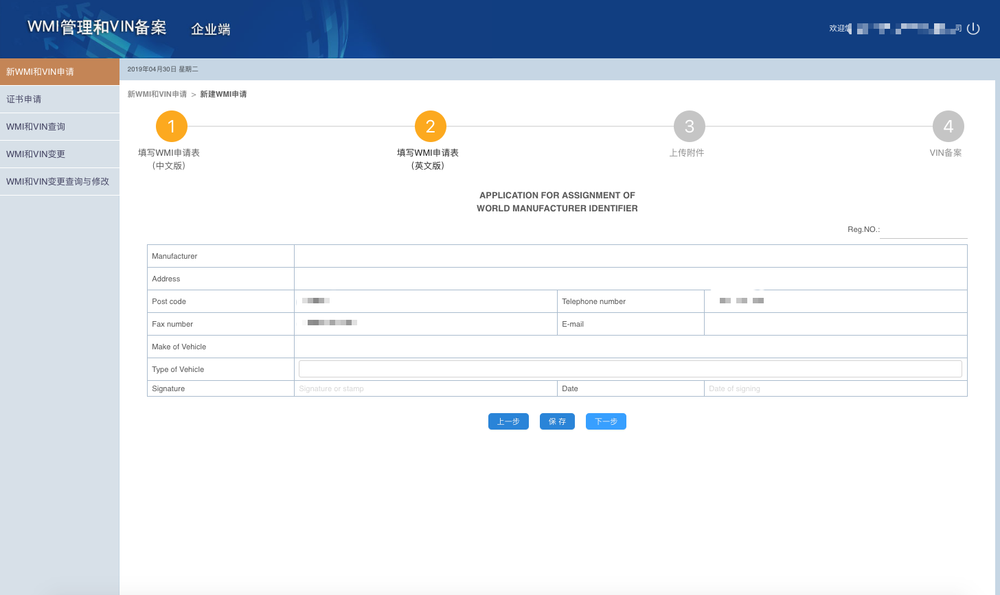 WMI管理和VIN备案 企业端
欢迎您 司
新WMI和VIN申请
证书申请
WMI和VIN查询
WMI和VIN变更
WMI和VIN变更查询与修改
2019年04月30日 星期二
新WMI和VIN申请 > 新建WMI申请
1 2 3 4
填写WMI申请表 填写WMI申请表 上传附件 VIN备案
(中文版) (英文版)
APPLICATION FOR ASSIGNMENT OF
WORLD MANUFACTURER IDENTIFIER
Reg.NO.:
Manufacturer
Address
Post code Telephone number
Fax number E-mail
Make of Vehicle
Type of Vehicle
Signature Signature or stamp Date Date of signing
上一步 保 存 下一步